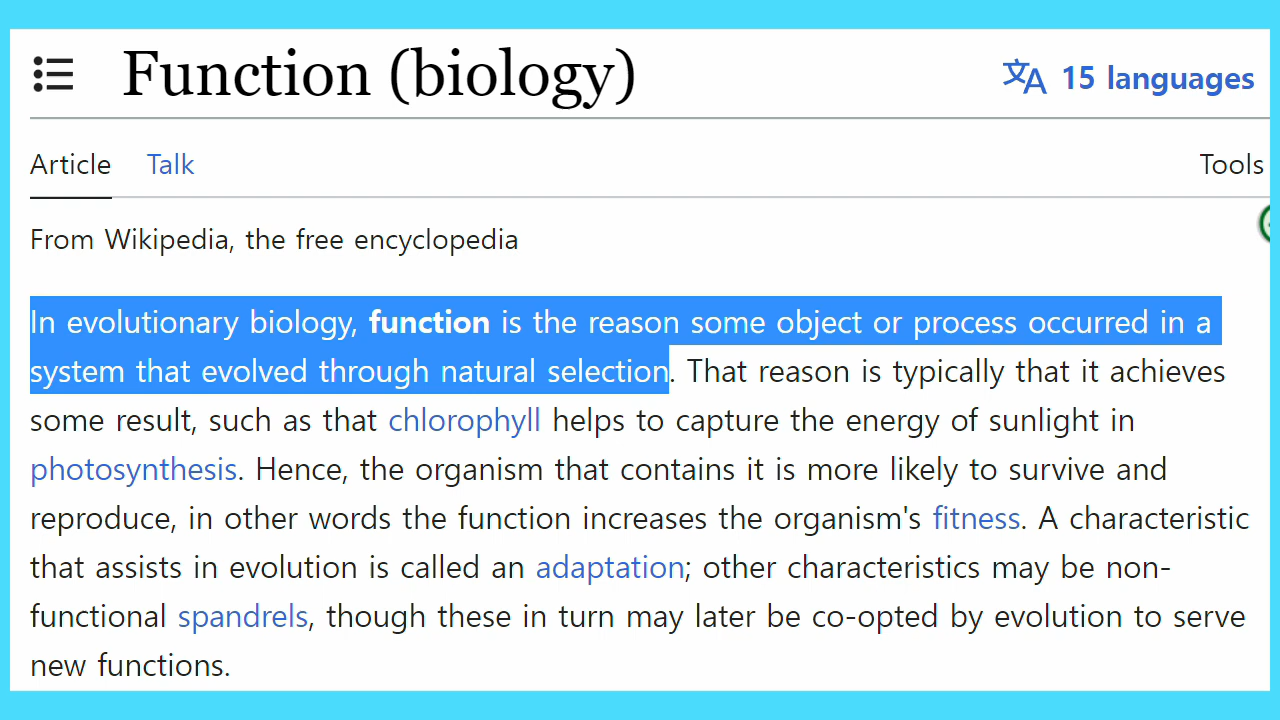 Function (biology)
15 languages
Article Talk Tools
From Wikipedia, the free encyclopedia
In evolutionary biology, function is the reason some object or process occurred in a
system that evolved through natural selection. That reason is typically that it achieves
some result, such as that chlorophyll helps to capture the energy of sunlight in
photosynthesis. Hence, the organism that contains it is more likely to survive and
reproduce, in other words the function increases the organism's fitness. A characteristic
that assists in evolution is called an adaptation; other characteristics may be non-
functional spandrels, though these in turn may later be co-opted by evolution to serve
new functions.